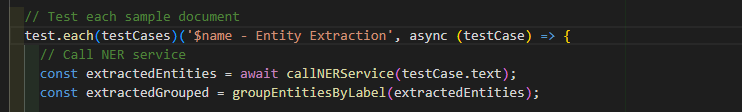 // Test each sample document
test.each(testCases)('$name - Entity Extraction', async (testCase) => {
// Call NER service
const extractedEntities = await callNERService(testCase.text);
const extractedGrouped = groupEntitiesByLabel(extractedEntities);